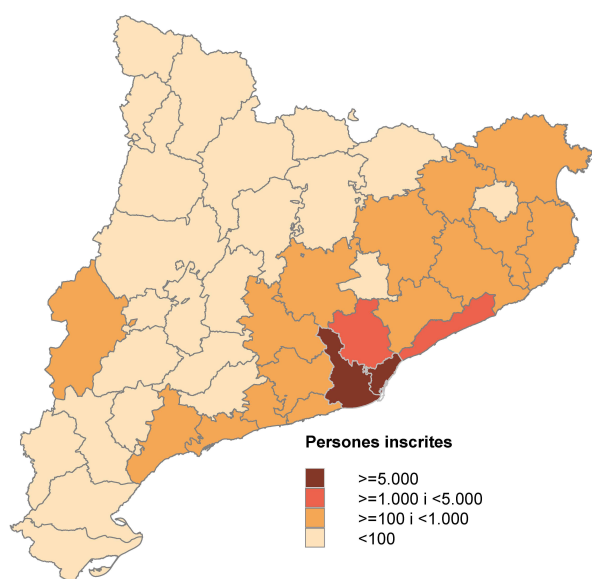 Persones inscrites
>=5.000
>=1.000 i <5.000
>=100 i <1.000
<100